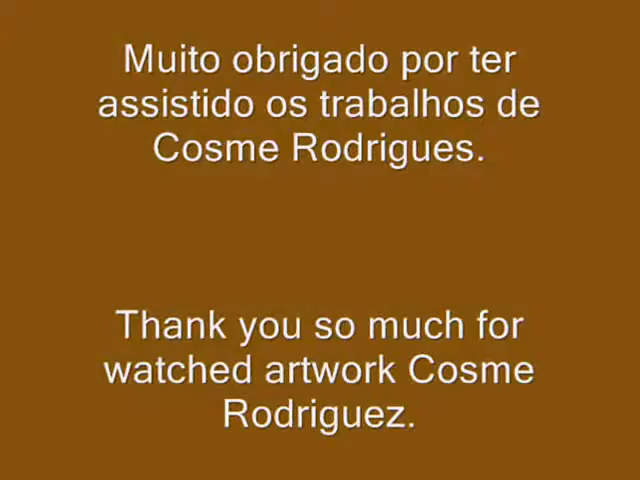 Muito obrigado por ter
assistido os trabalhos de
Cosme Rodrigues.
Thank you so much for
watched artwork Cosme
Rodriguez.